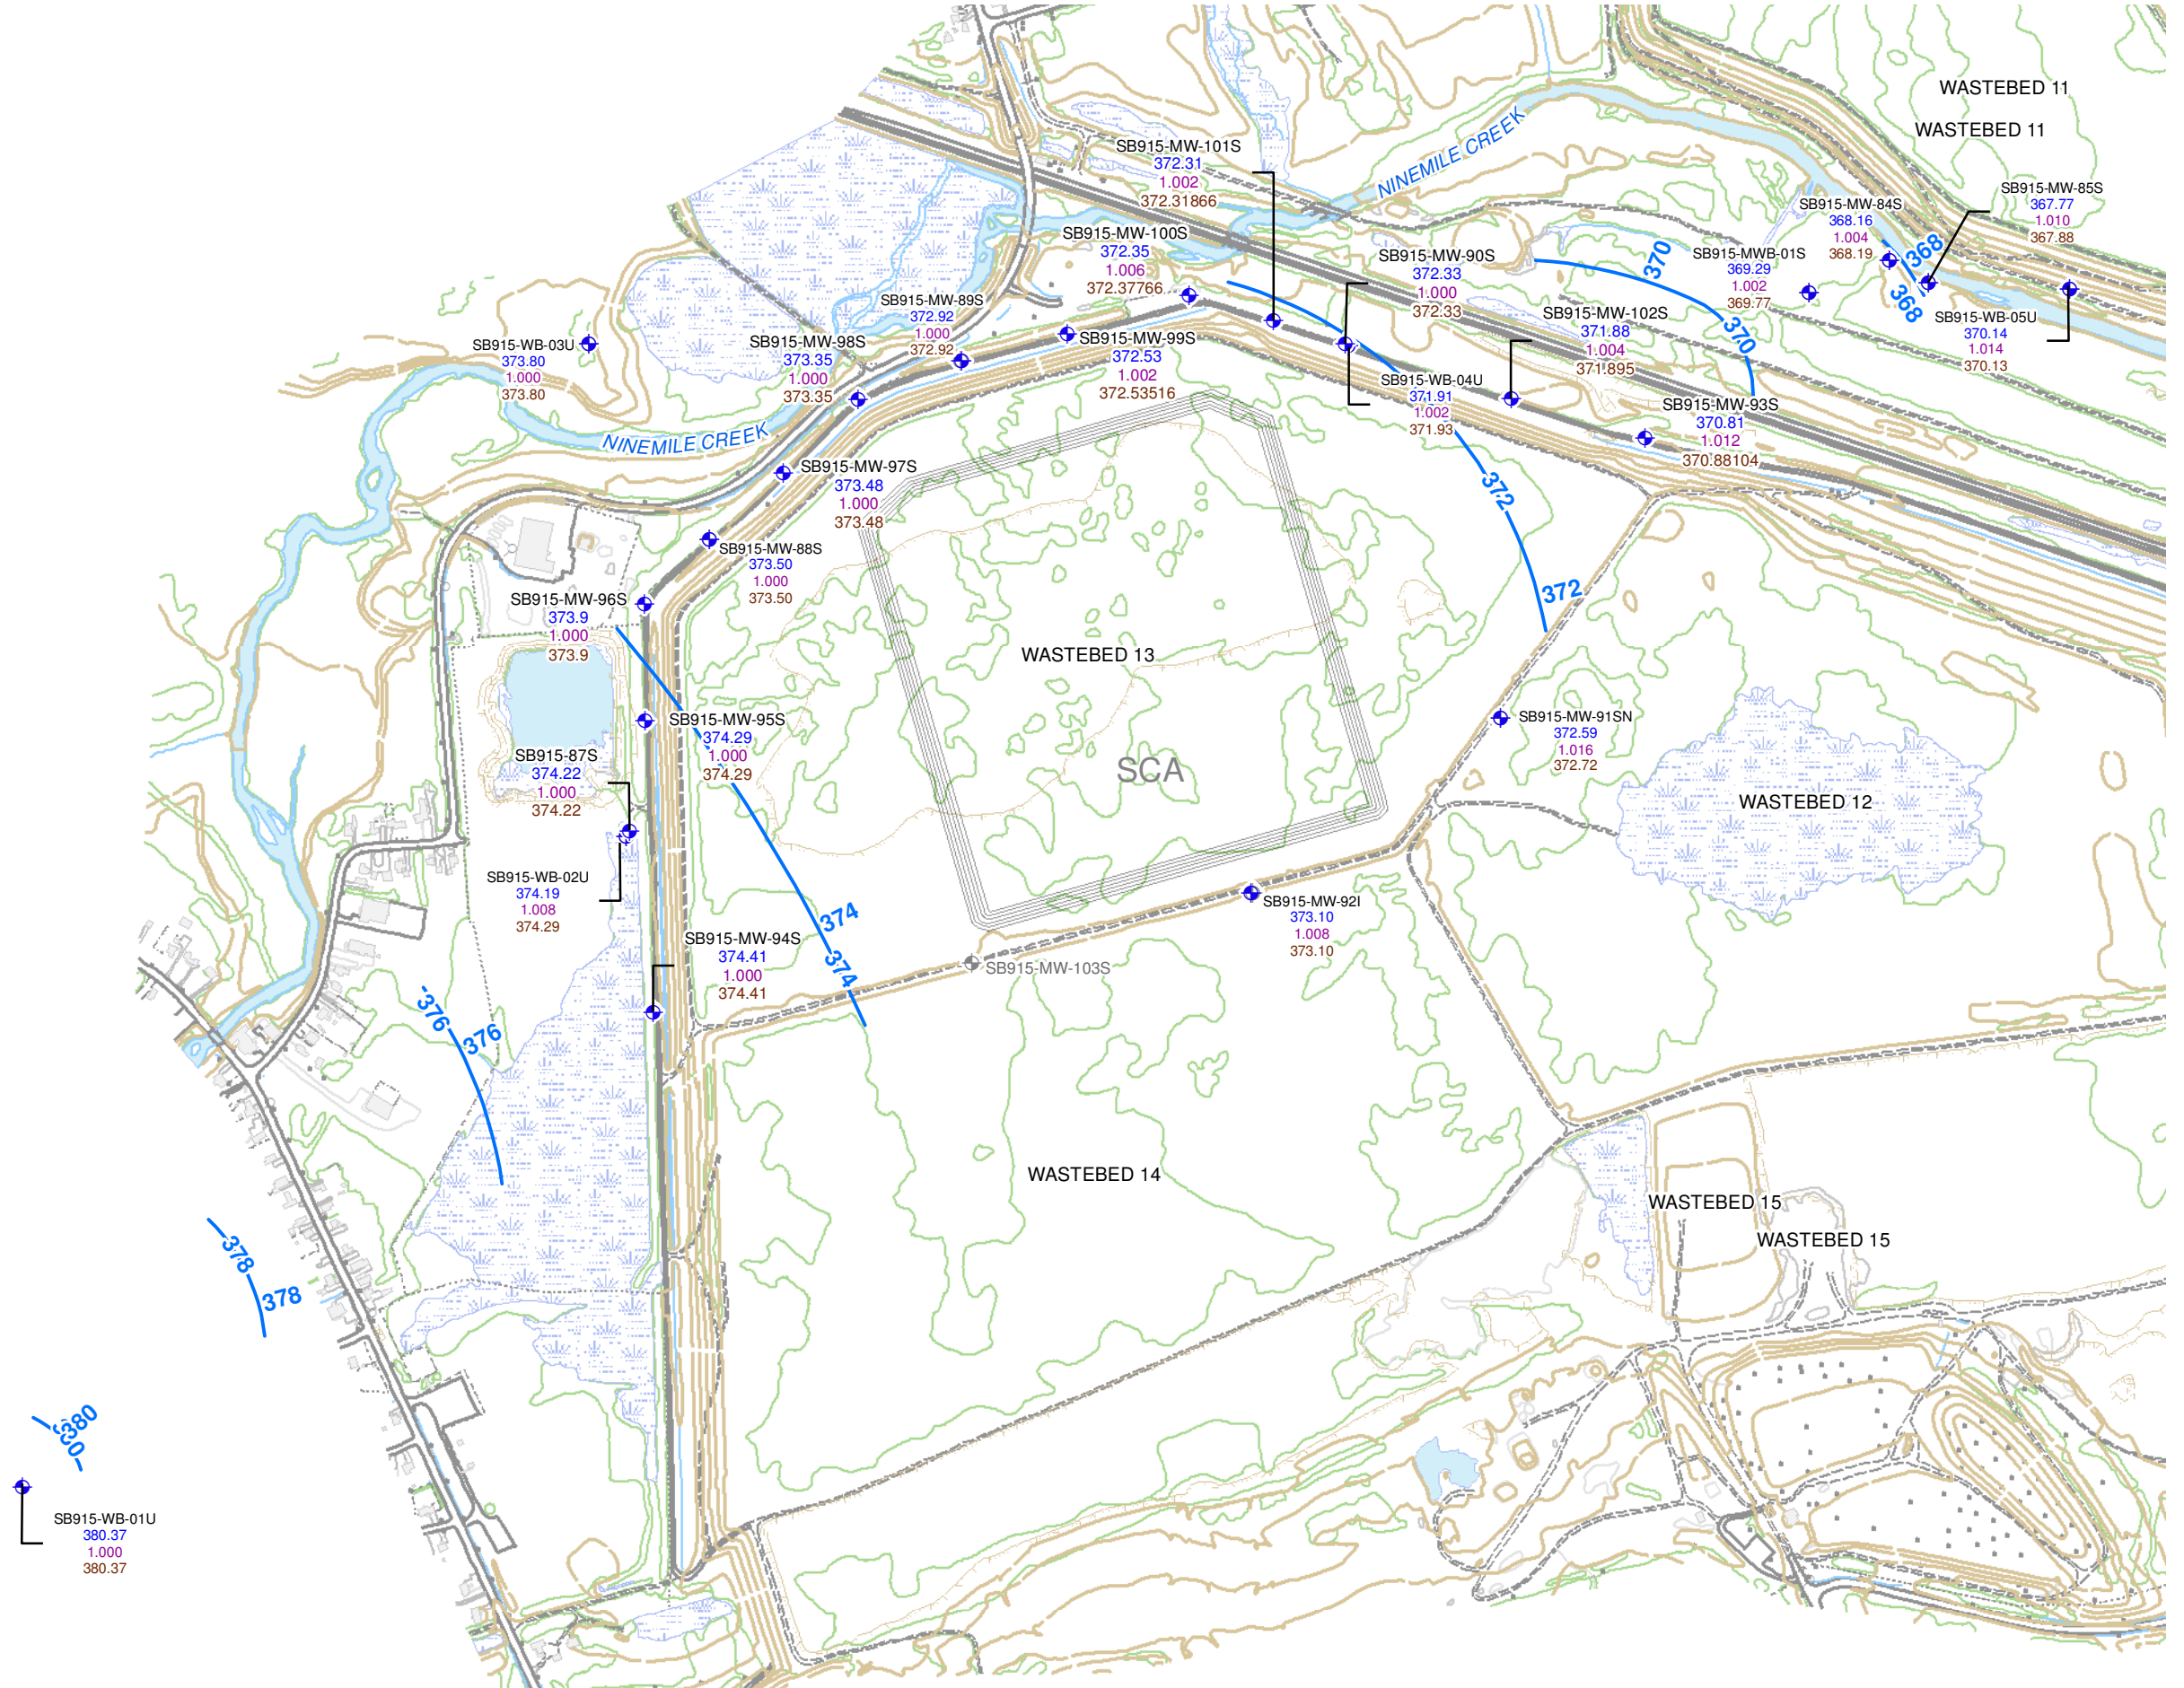 WASTEBED 11
WASTEBED 11
SB915-MW-101S
372.31
1.002
372.31866
NINEMILE CREEK
SB915-MW-85S
367.77
1.010
367.88
SB915-MW-84S
368.16
1.004
368.19
SB915-MW-100S
372.35
1.006
372.37766
SB915-MW-90S
372.33
1.000
372.33
370
SB915-MWB-01S
369.29
1.002
369.77
368
368
SB915-MW-89S
372.92
1.000
372.92
SB915-MW-102S
371.88
1.004
371.895
370
SB915-WB-05U
370.14
1.014
370.13
SB915-WB-03U
373.80
1.000
373.80
SB915-MW-98S
373.35
1.000
373.35
SB915-MW-99S
372.53
1.002
372.53516
SB915-WB-04U
371.91
1.002
371.93
SB915-MW-93S
370.81
1.012
370.88104
NINEMILE CREEK
SB915-MW-97S
373.48
1.000
373.48
372
SB915-MW-88S
373.50
1.000
373.50
SB915-MW-96S
373.9
1.000
373.9
372
WASTEBED 13
SB915-MW-95S
374.29
1.000
374.29
SB915-MW-91SN
372.59
1.016
372.72
SB915-87S
374.22
1.000
374.22
SCA
WASTEBED 12
SB915-WB-02U
374.19
1.008
374.29
374
SB915-MW-92I
373.10
1.008
373.10
SB915-MW-94S
374.41
1.000
374.41
374
SB915-MW-103S
376
376
WASTEBED 14
WASTEBED 15
WASTEBED 15
378
378
380
SB915-WB-01U
380.37
1.000
380.37